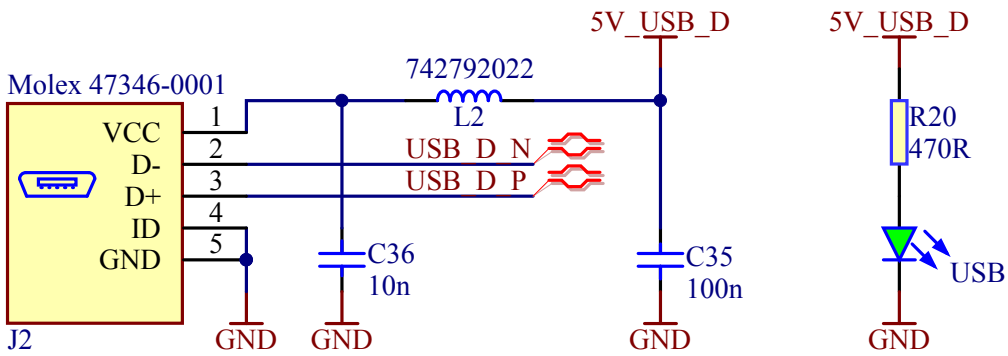 5V_USB_D
5V_USB_D
742792022
Molex 47346-0001
L2
1
VCC
R20
470R
2
D-
USB_D_N
3
D+
USB_D_P
4
ID
5
GND
C36
10n
C35
100n
USB
J2
GND
GND
GND
GND